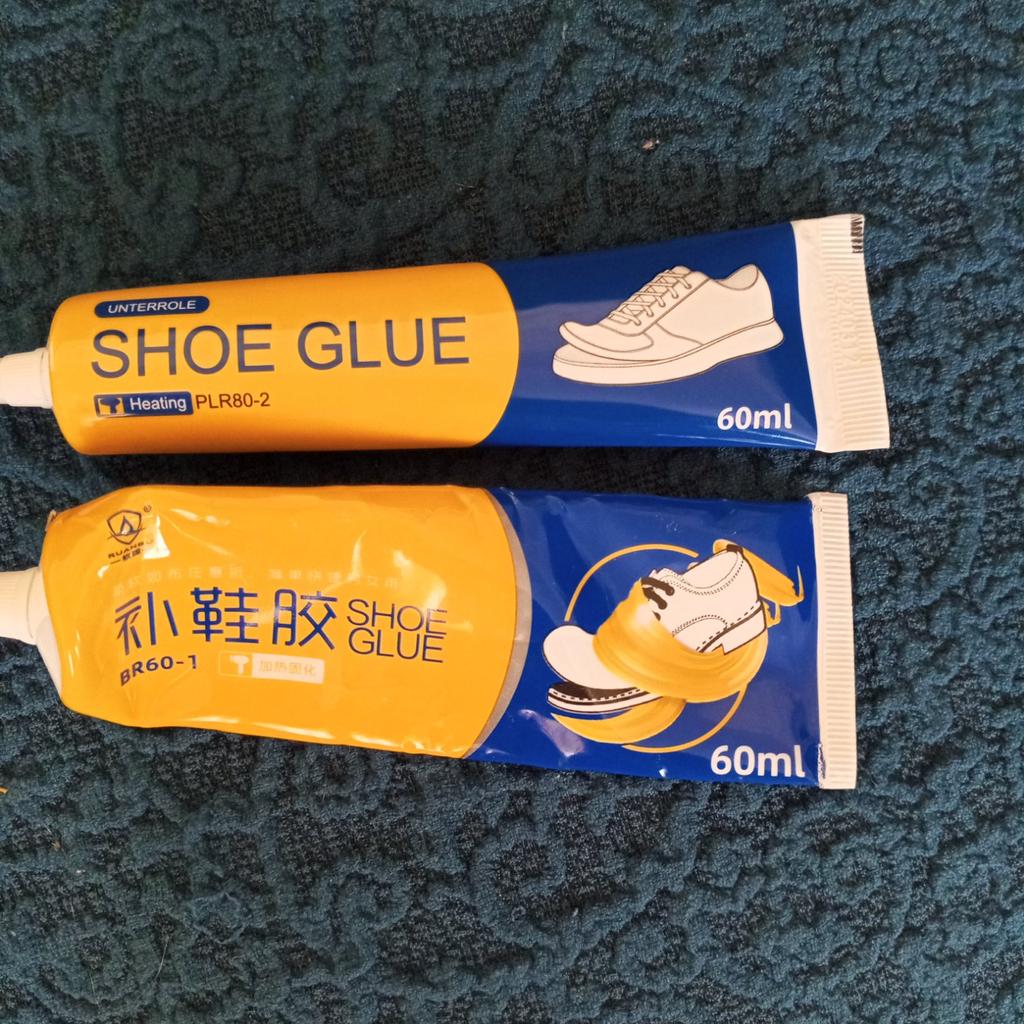 UNTERROLE
SHOE GLUE
Heating PLR80-2
60ml
补鞋胶 SHOE GLUE
BR60-1 加热固化
60ml